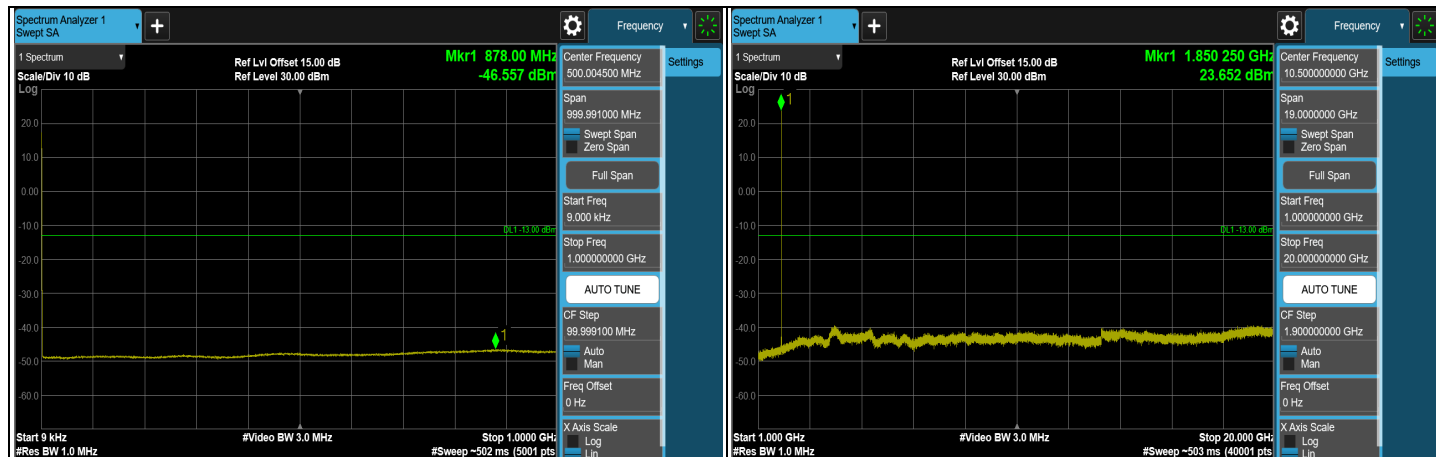 Spectrum Analyzer 1
Swept SA
Frequency
1 Spectrum
Scale/Div 10 dB
Log
Ref Lvl Offset 15.00 dB
Ref Level 30.00 dBm
Mkr1 878.00 MHz
-46.557 dBm
20.0
10.0
0.00
-10.0
-20.0
-30.0
-40.0
-50.0
-60.0
DL1 -13.00 dBm
1
Start 9 kHz
#Res BW 1.0 MHz
#Video BW 3.0 MHz
Stop 1.0000 GHz
#Sweep ~502 ms (5001 pts
Center Frequency
500.004500 MHz
Span
999.991000 MHz
Swept Span
Zero Span
Full Span
Start Freq
9.000 kHz
Stop Freq
1.000000000 GHz
AUTO TUNE
CF Step
99.999100 MHz
Auto
Man
Freq Offset
0 Hz
X Axis Scale
Log
Lin
Settings
Spectrum Analyzer 1
Swept SA
Frequency
1 Spectrum
Scale/Div 10 dB
Log
Ref Lvl Offset 15.00 dB
Ref Level 30.00 dBm
Mkr1 1.850 250 GHz
23.652 dBm
1
20.0
10.0
0.00
-10.0
-20.0
-30.0
-40.0
-50.0
-60.0
DL1 -13.00 dBm
Start 1.000 GHz
#Res BW 1.0 MHz
#Video BW 3.0 MHz
Stop 20.000 GHz
#Sweep ~503 ms (40001 pts
Center Frequency
10.500000000 GHz
Span
19.0000000 GHz
Swept Span
Zero Span
Full Span
Start Freq
1.000000000 GHz
Stop Freq
20.000000000 GHz
AUTO TUNE
CF Step
1.900000000 GHz
Auto
Man
Freq Offset
0 Hz
X Axis Scale
Log
Lin
Settings